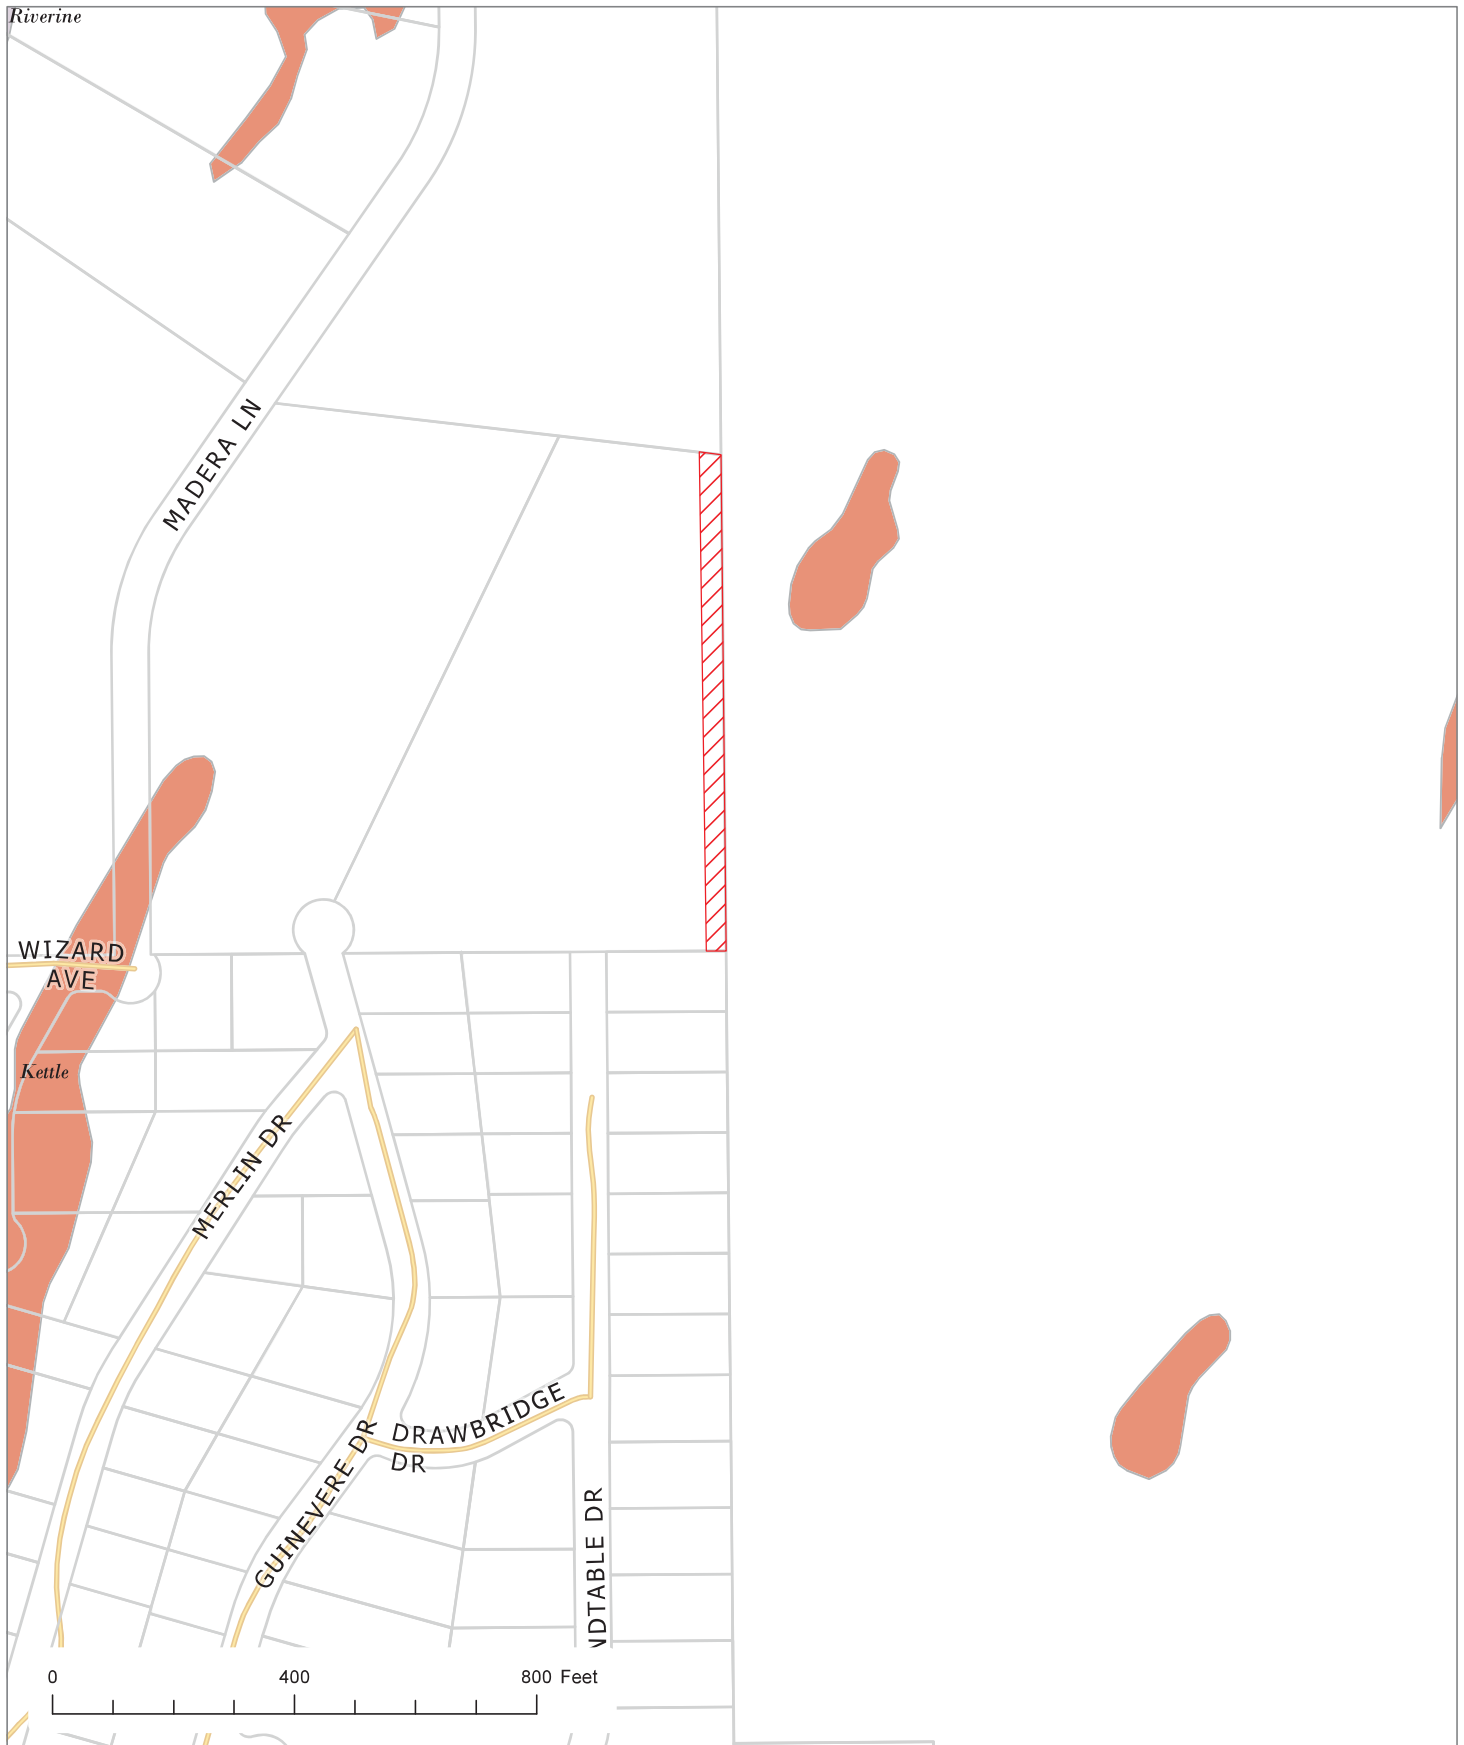 Riverine
MADERA LN
WIZARD
AVE
Kettle
MERLIN DR
DRAWBRIDGE
DR
GUINEVERE DR
NDTABLE DR
0 400 800 Feet